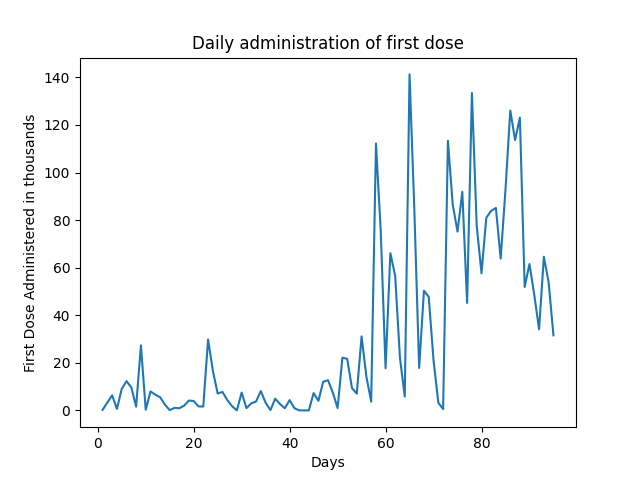 Daily administration of first dose
First Dose Administered in thousands
140
120
100
80
60
40
20
0
0 20 40 60 80
Days